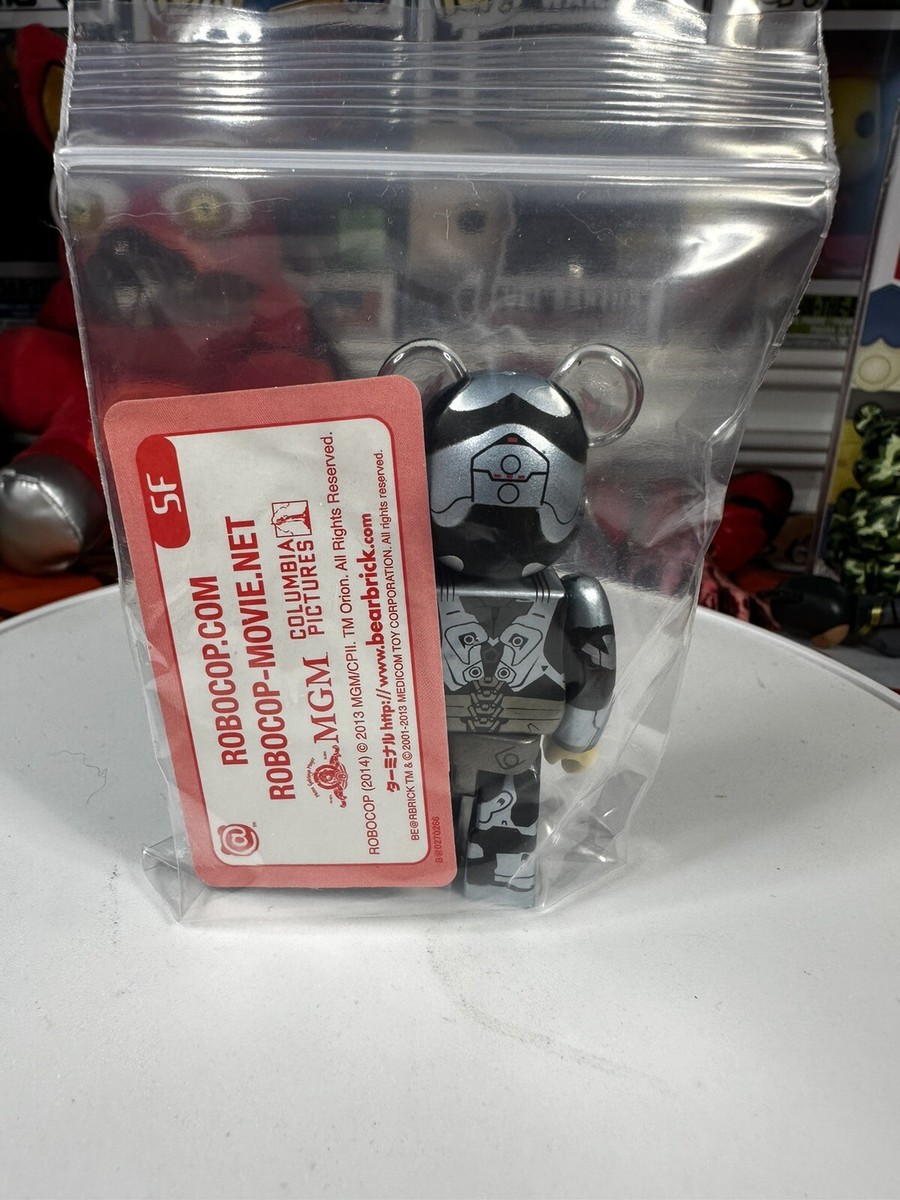 SF
ROBOCOP.COM
ROBOCOP-MOVIE.NET
MGM COLUMBIA
PICTURES
ROBOCOP (2014) © 2013 MGM/CPII. TM Orion. All Rights Reserved.
ターミナル http://www.bearbrick.com
BE@RBRICK TM & © 2001-2013 MEDICOM TOY CORPORATION. All rights reserved.
@